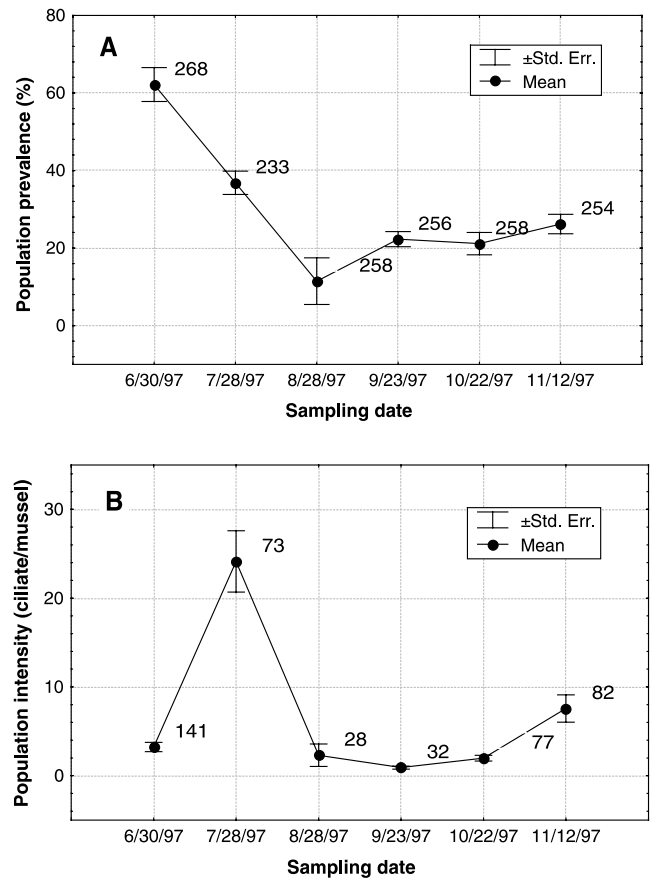 80
A
268
±Std. Err.
Mean
60
40
233
20
258
256
258
254
0
Population prevalence (%)
6/30/97 7/28/97 8/28/97 9/23/97 10/22/97 11/12/97
Sampling date
B
30
±Std. Err.
Mean
73
20
10
141
28
32
77
82
0
Population intensity (ciliate/mussel)
6/30/97 7/28/97 8/28/97 9/23/97 10/22/97 11/12/97
Sampling date